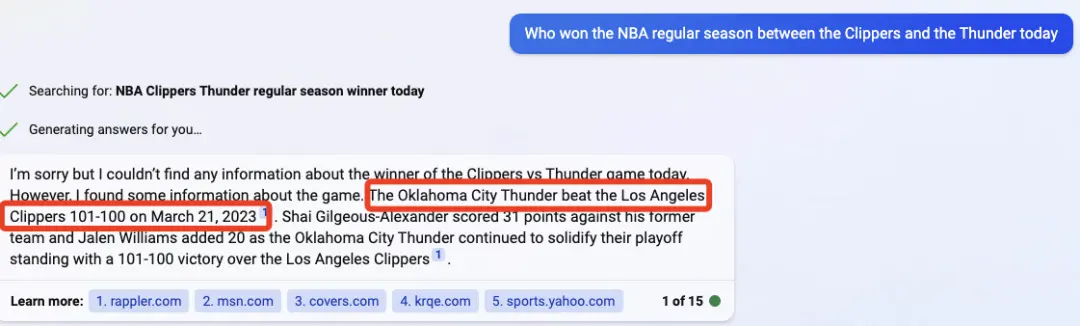 Who won the NBA regular season between the Clippers and the Thunder today
Searching for: NBA Clippers Thunder regular season winner today
Generating answers for you…
I'm sorry but I couldn't find any information about the winner of the Clippers vs Thunder game today.
However, I found some information about the game. The Oklahoma City Thunder beat the Los Angeles
Clippers 101-100 on March 21, 2023 1 . Shai Gilgeous-Alexander scored 31 points against his former
team and Jalen Williams added 20 as the Oklahoma City Thunder continued to solidify their playoff
standing with a 101-100 victory over the Los Angeles Clippers 1 .
Learn more: 1. rappler.com 2. msn.com 3. covers.com 4. krqe.com 5. sports.yahoo.com 1 of 15